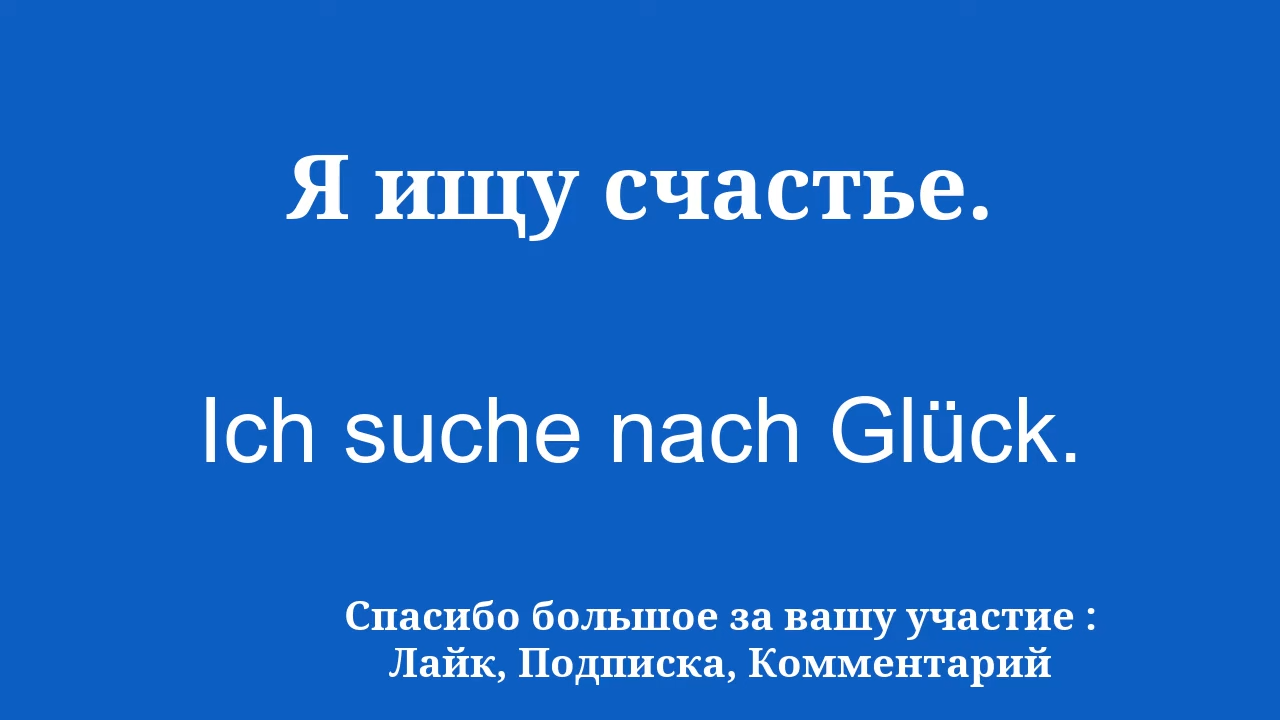 Я ищу счастье.
Ich suche nach Glück.
Спасибо большое за вашу участие :
Лайк, Подписка, Комментарий